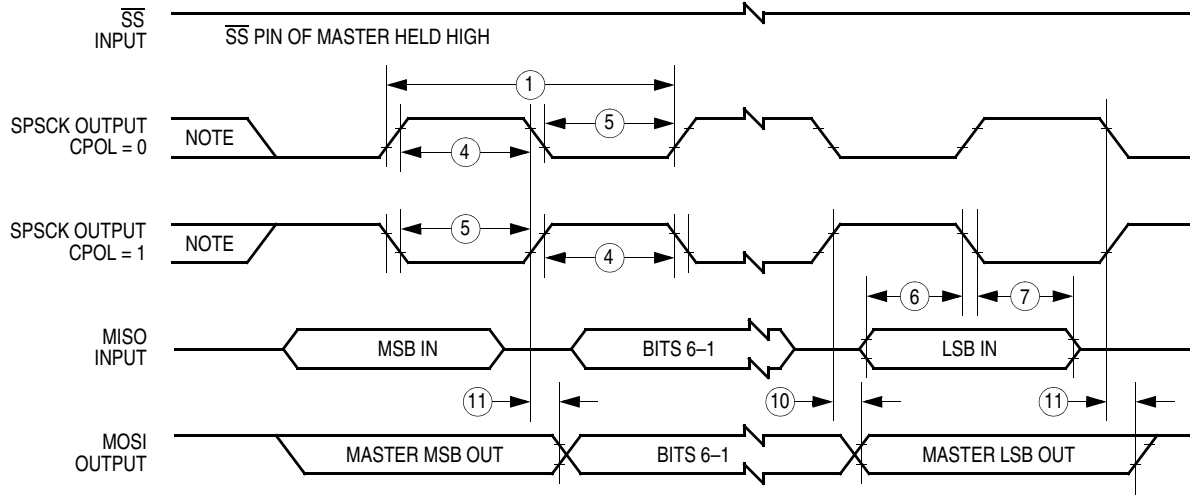 SS
INPUT
SS PIN OF MASTER HELD HIGH
1
SPSCK OUTPUT
CPOL = 0
NOTE
5
4
SPSCK OUTPUT
CPOL = 1
NOTE
5
4
6
7
MISO
INPUT
MSB IN
BITS 6–1
LSB IN
11
10
11
MOSI
OUTPUT
MASTER MSB OUT
BITS 6–1
MASTER LSB OUT